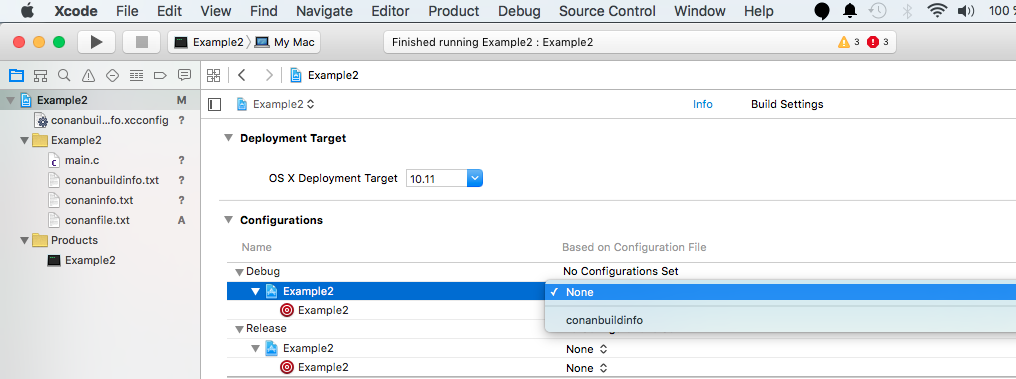 Xcode File Edit View Find Navigate Editor Product Debug Source Control Window Help 100 %
Example2 My Mac Finished running Example2 : Example2 3 3
Example2
Example2 M
conanbuil...fo.xcconfig ?
Example2
main.c ?
conanbuildinfo.txt ?
conaninfo.txt ?
conanfile.txt A
Products
Example2
Example2 Info Build Settings
Deployment Target
OS X Deployment Target 10.11
Configurations
Name Based on Configuration File
Debug No Configurations Set
Example2 ✓ None
Example2 conanbuildinfo
Release
Example2 None
Example2 None